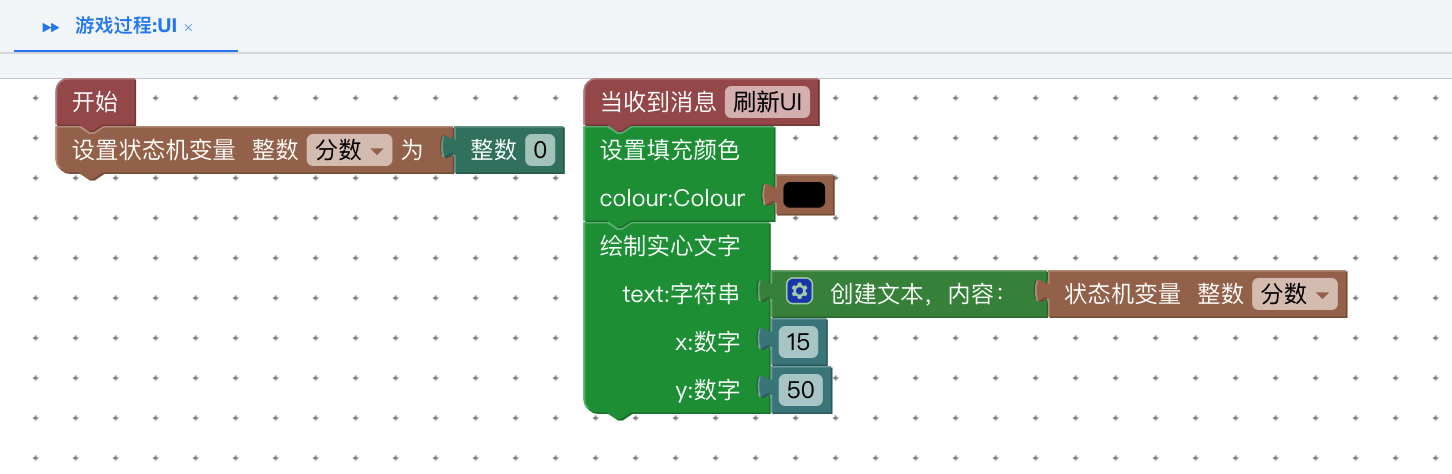 游戏过程:UI ×
开始
设置状态机变量 整数 分数 为 整数 0
当收到消息 刷新UI
设置填充颜色
colour:Colour
绘制实心文字
text:字符串 创建文本，内容： 状态机变量 整数 分数
x:数字 15
y:数字 50